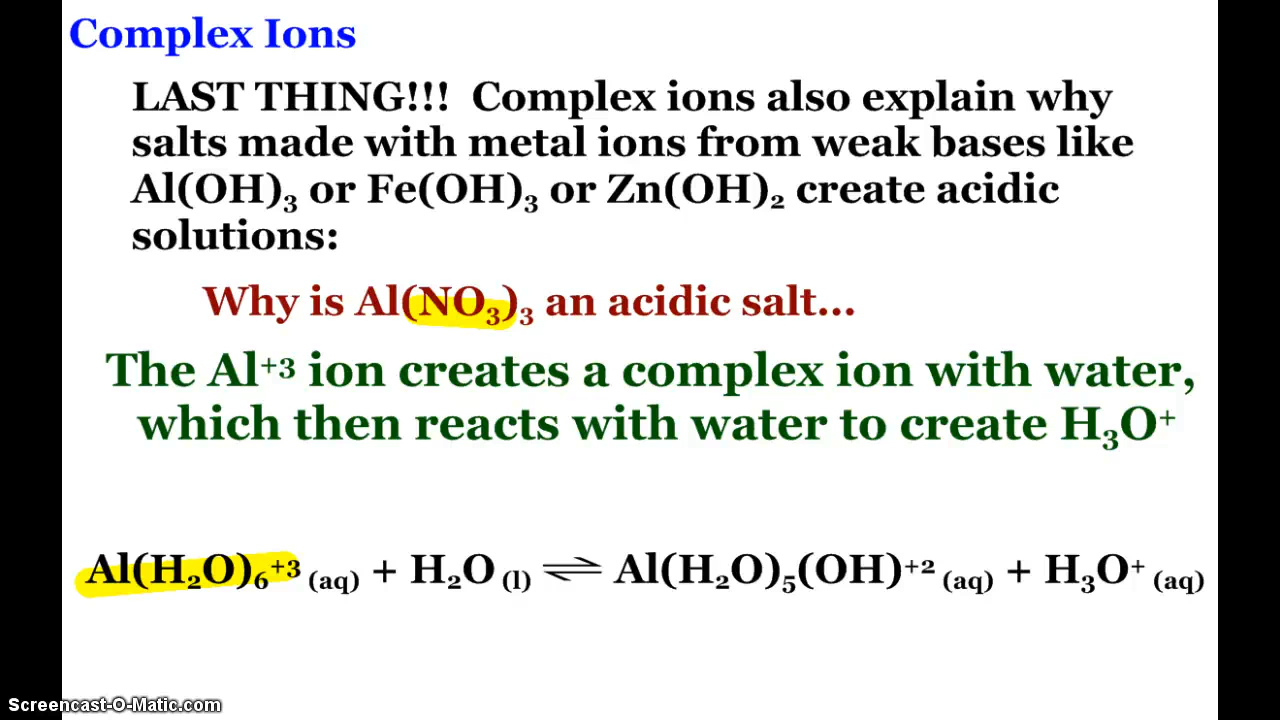 Complex Ions
LAST THING!!! Complex ions also explain why
salts made with metal ions from weak bases like
Al(OH)₃ or Fe(OH)₃ or Zn(OH)₂ create acidic
solutions:
Why is Al(NO₃)₃ an acidic salt...
The Al⁺³ ion creates a complex ion with water,
which then reacts with water to create H₃O⁺
Al(H₂O)₆⁺³ (aq) + H₂O (l) ⇌ Al(H₂O)₅(OH)⁺² (aq) + H₃O⁺ (aq)
Screencast-O-Matic.com